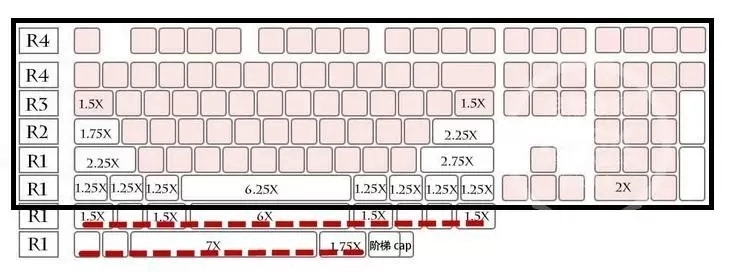 R4
R4
R3 1.5X 1.5X
R2 1.75X 2.25X
R1 2.25X 2.75X
R1 1.25X 1.25X 1.25X 6.25X 1.25X 1.25X 1.25X 1.25X 2X
R1 1.5X 1.5X 6X 1.5X 1.5X
R1 7X 1.75X 阶梯 cap